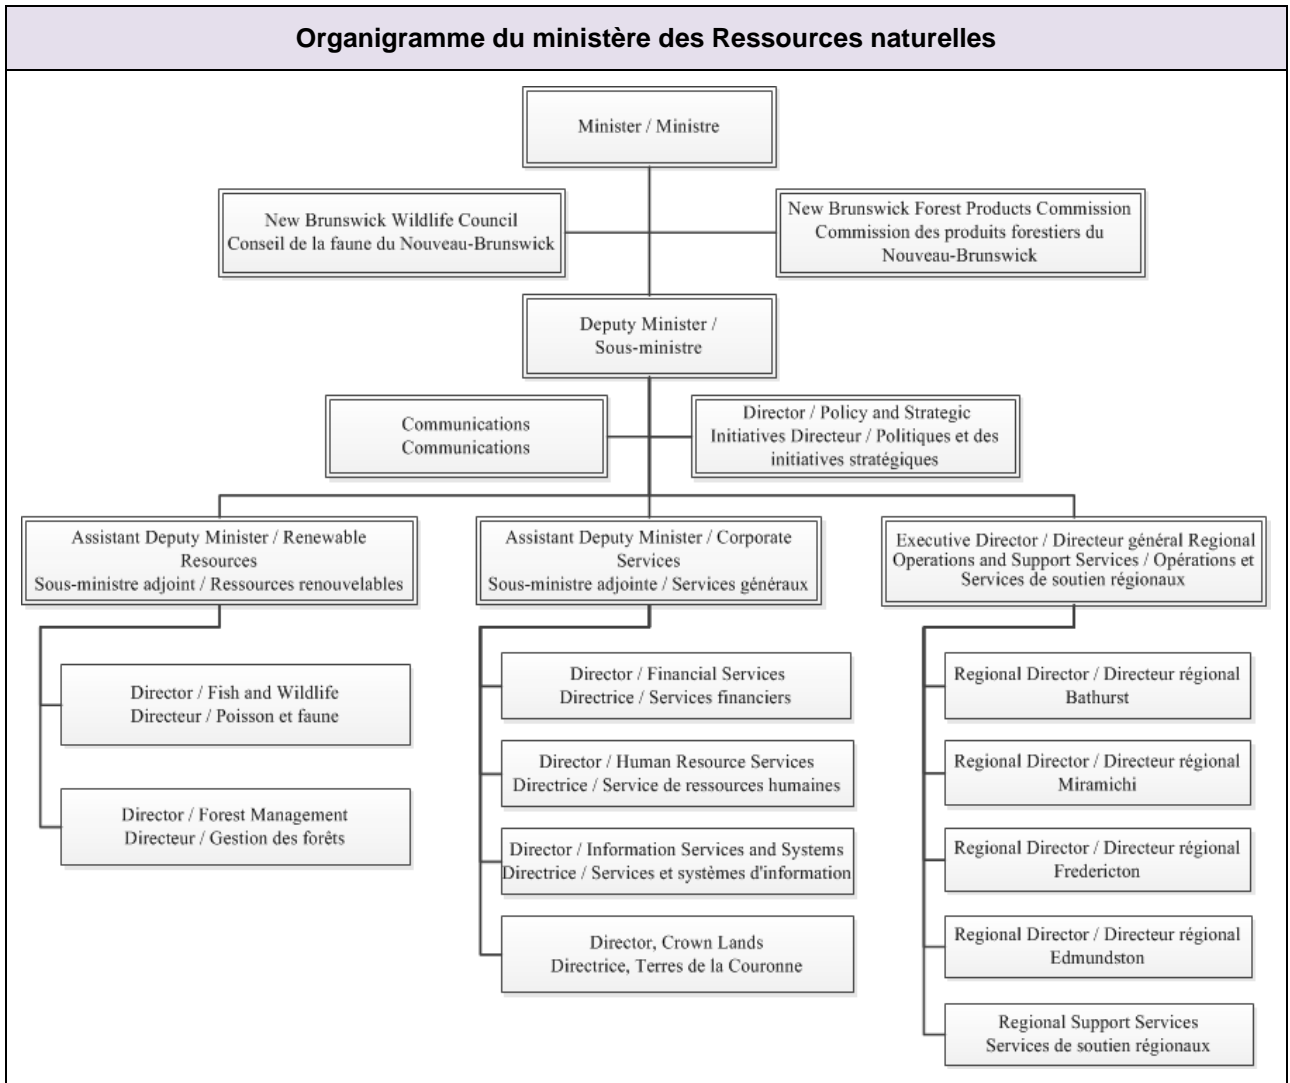 Organigramme du ministère des Ressources naturelles
Minister / Ministre
New Brunswick Wildlife Council
Conseil de la faune du Nouveau-Brunswick
New Brunswick Forest Products Commission
Commission des produits forestiers du
Nouveau-Brunswick
Deputy Minister /
Sous-ministre
Communications
Communications
Director / Policy and Strategic
Initiatives Directeur / Politiques et des
initiatives stratégiques
Assistant Deputy Minister / Renewable
Resources
Sous-ministre adjoint / Ressources renouvelables
Director / Fish and Wildlife
Directeur / Poisson et faune
Director / Forest Management
Directeur / Gestion des forêts
Assistant Deputy Minister / Corporate
Services
Sous-ministre adjointe / Services généraux
Director / Financial Services
Directrice / Services financiers
Director / Human Resource Services
Directrice / Service de ressources humaines
Director / Information Services and Systems
Directrice / Services et systèmes d'information
Director, Crown Lands
Directrice, Terres de la Couronne
Executive Director / Directeur général Regional
Operations and Support Services / Opérations et
Services de soutien régionaux
Regional Director / Directeur régional
Bathurst
Regional Director / Directeur régional
Miramichi
Regional Director / Directeur régional
Fredericton
Regional Director / Directeur régional
Edmundston
Regional Support Services
Services de soutien régionaux